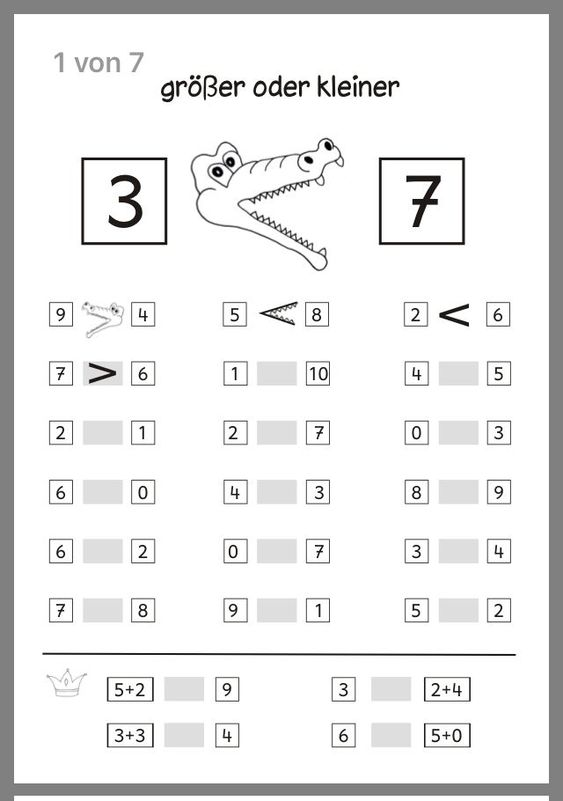 1 von 7
größer oder kleiner
3 7
9 4 5 < 8 2 < 6
7 > 6 1 10 4 5
2 1 2 7 0 3
6 0 4 3 8 9
6 2 0 7 3 4
7 8 9 1 5 2
5+2 9 3 2+4
3+3 4 6 5+0